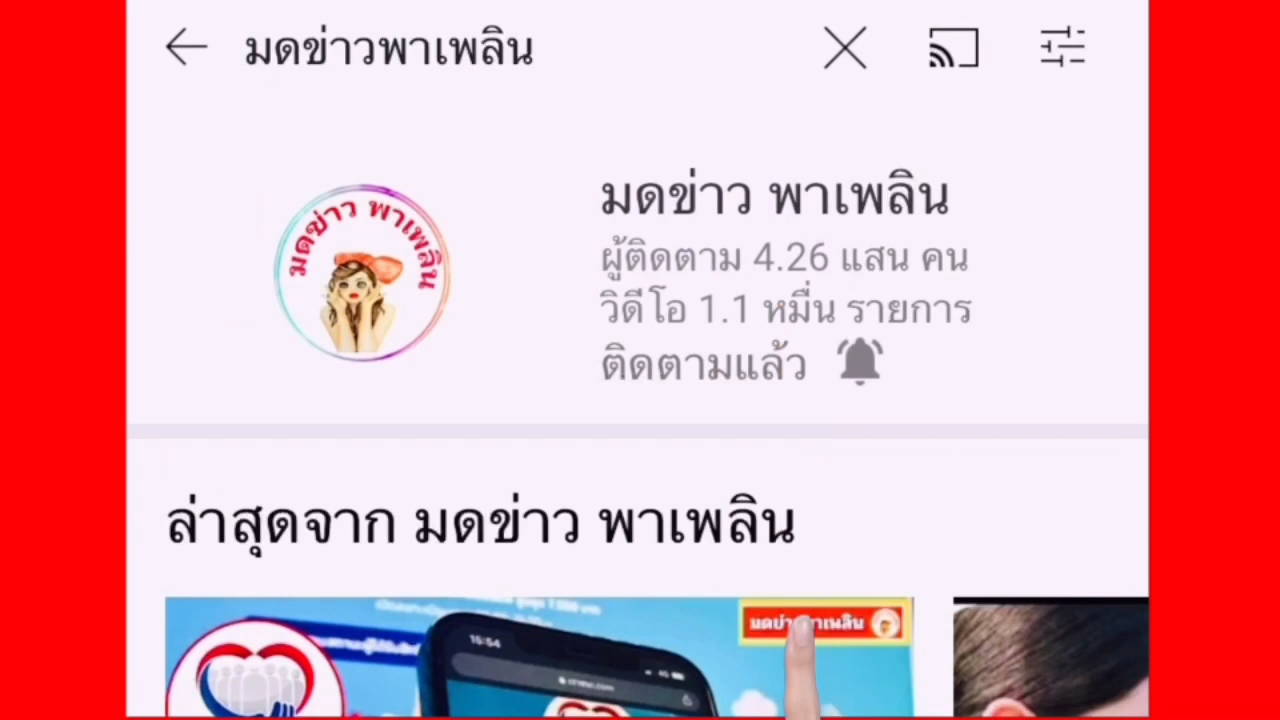 มดข่าวพาเพลิน
มดข่าว พาเพลิน
มดข่าว พาเพลิน
ผู้ติดตาม 4.26 แสน คน
วิดีโอ 1.1 หมื่น รายการ
ติดตามแล้ว
ล่าสุดจาก มดข่าว พาเพลิน
15:54